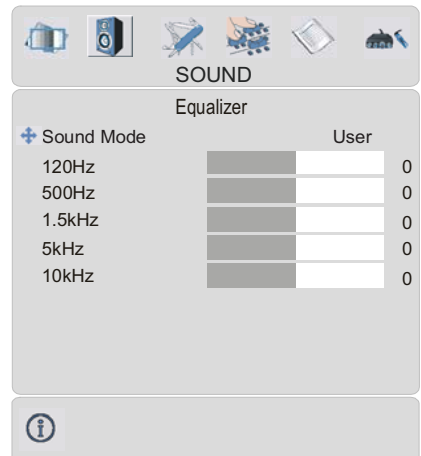 SOUND
Equalizer
Sound Mode User
120Hz 0
500Hz 0
1.5kHz 0
5kHz 0
10kHz 0